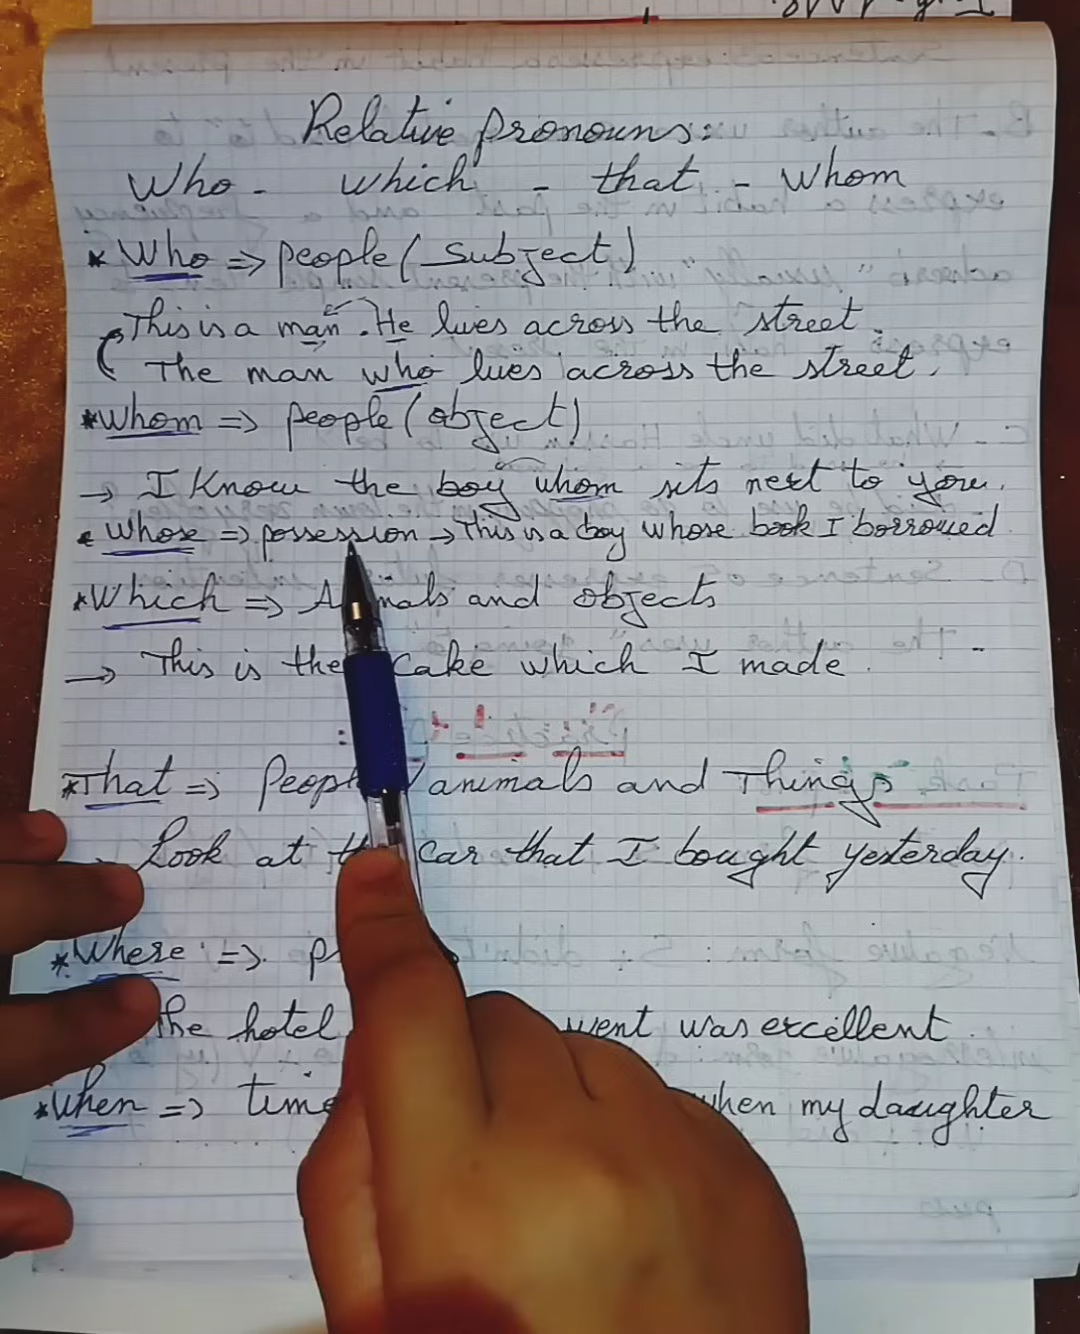 Relative pronouns:
Who - which - that - whom
* Who => people (subject)
This is a man. He lives across the street.
The man who lives across the street.
* Whom => people (object)
→ I Know the boy whom sits next to you.
* Whose => possession → This is a boy whose book I borrowed
* Which => Animals and objects
→ This is the cake which I made.
* That => People / animals and Things
Look at the car that I bought yesterday.
* Where : =>
The hotel went was excellent.
* When => time when my daughter